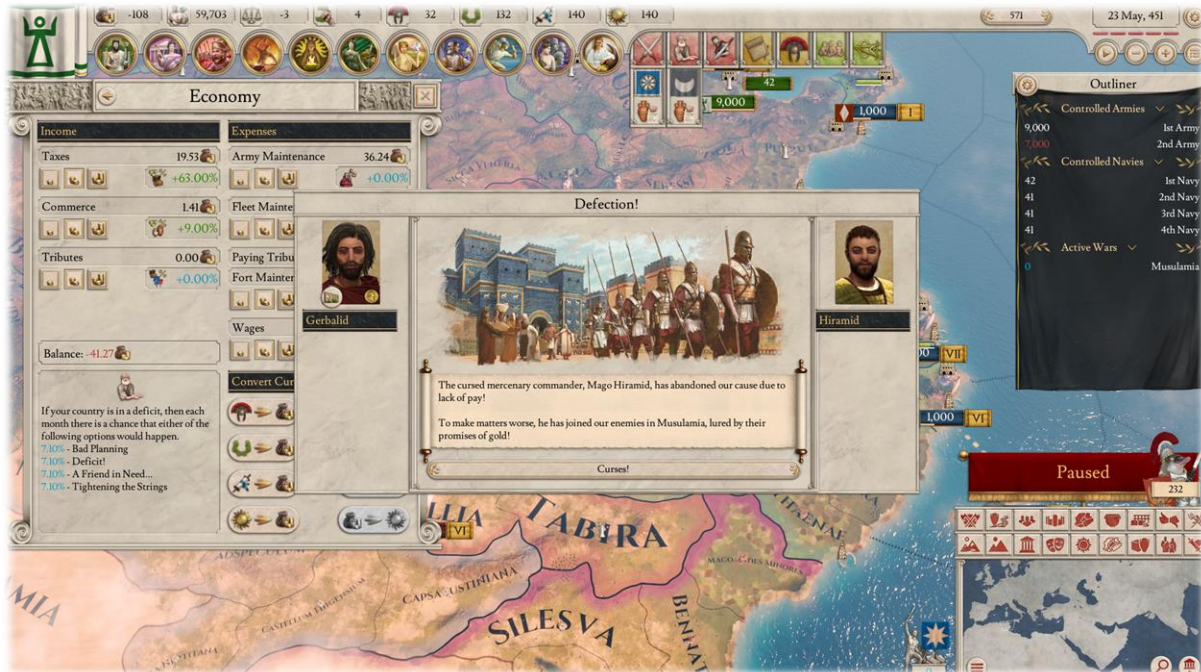 -108
59,703
-3
4
32
132
140
140
571
23 May, 451
Economy
Income
Expenses
Taxes 19.53
+63.00%
Army Maintenance 36.24
+0.00%
Commerce 1.41
+9.00%
Fleet Mainte
Tributes 0.00
+0.00%
Paying Tribu
Fort Mainter
Wages
Balance: -41.27
Convert Cur
If your country is in a deficit, then each
month there is a chance that either of the
following options would happen.
7.10% - Bad Planning
7.10% - Deficit!
7.10% - A Friend in Need...
7.10% - Tightening the Strings
42
9,000
1,000 I
Defection!
Gerbalid
Hiramid
The cursed mercenary commander, Mago Hiramid, has abandoned our cause due to
lack of pay!
To make matters worse, he has joined our enemies in Musulamia, lured by their
promises of gold!
Curses!
Outliner
Controlled Armies
9,000 1st Army
7,000 2nd Army
Controlled Navies
42 1st Navy
41 2nd Navy
41 3rd Navy
41 4th Navy
Active Wars
0 Musulamia
VII
1,000 VI
Paused
232
VI
TABIRA
SILESVA
CAPSA
MIA